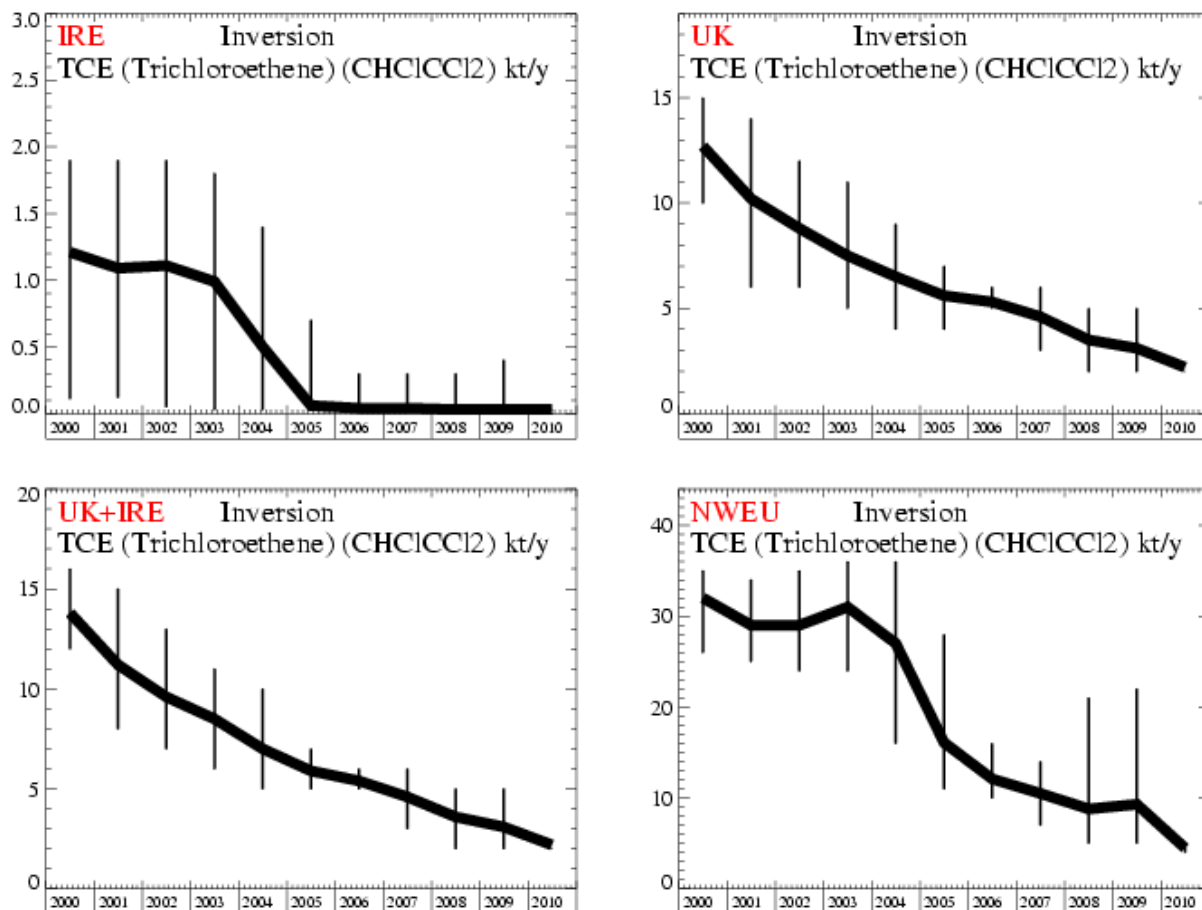 IRE Inversion
TCE (Trichloroethene) (CHClCCl2) kt/y
3.0
2.5
2.0
1.5
1.0
0.5
0.0
2000 2001 2002 2003 2004 2005 2006 2007 2008 2009 2010
UK Inversion
TCE (Trichloroethene) (CHClCCl2) kt/y
15
10
5
0
2000 2001 2002 2003 2004 2005 2006 2007 2008 2009 2010
UK+IRE Inversion
TCE (Trichloroethene) (CHClCCl2) kt/y
20
15
10
5
0
2000 2001 2002 2003 2004 2005 2006 2007 2008 2009 2010
NWEU Inversion
TCE (Trichloroethene) (CHClCCl2) kt/y
40
30
20
10
0
2000 2001 2002 2003 2004 2005 2006 2007 2008 2009 2010